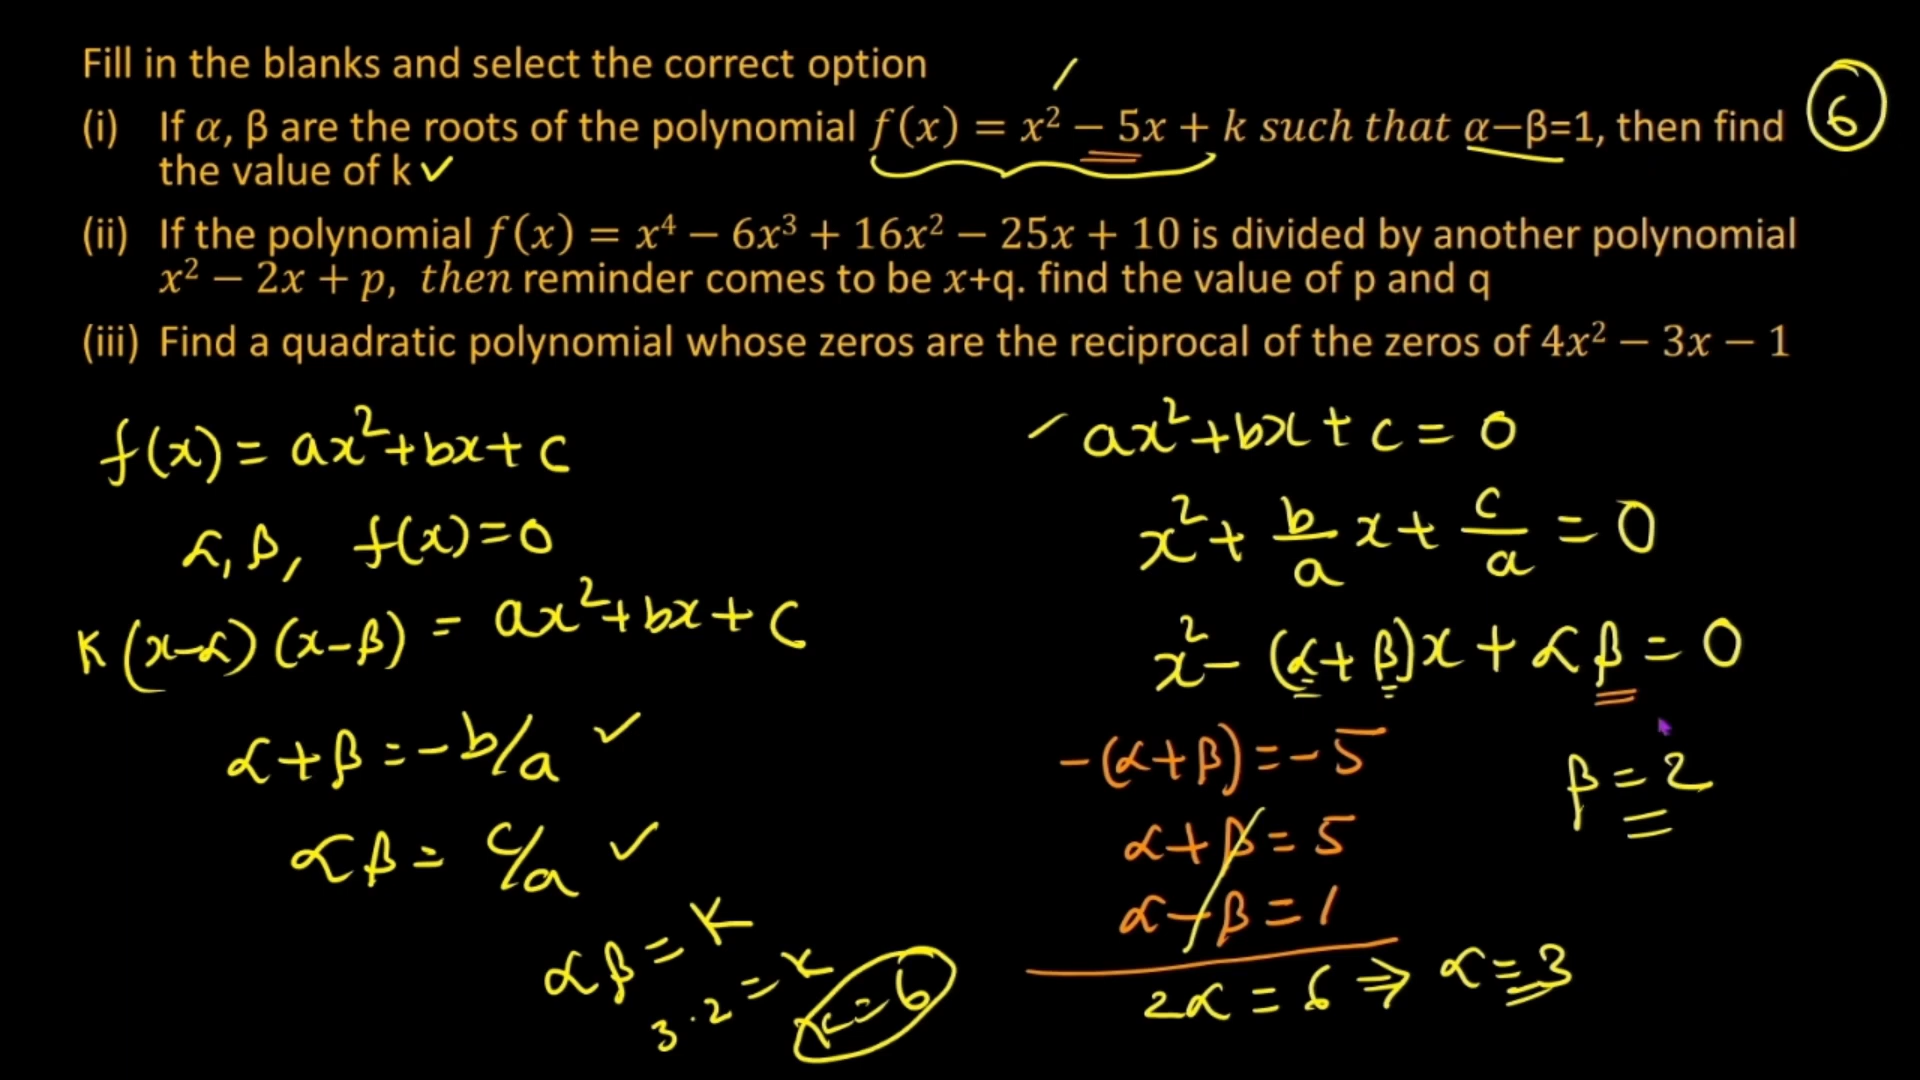 Fill in the blanks and select the correct option
(i) If α, β are the roots of the polynomial f(x) = x² − 5x + k such that α−β=1, then find
the value of k ✓
6
(ii) If the polynomial f(x) = x⁴ − 6x³ + 16x² − 25x + 10 is divided by another polynomial
x² − 2x + p, then reminder comes to be x+q. find the value of p and q
(iii) Find a quadratic polynomial whose zeros are the reciprocal of the zeros of 4x² − 3x − 1
f(x) = ax²+bx+c
α, β, f(x)=0
K(x-α)(x-β) = ax²+bx+c
α+β = -b/a ✓
αβ = c/a ✓
αβ = K
3·2 = K
K=6
ax²+bx+c = 0
x² + b/a x + c/a = 0
x² - (α+β)x + αβ = 0
-(α+β) = -5
α+β = 5
α-β = 1
2α = 6 ⇒ α=3
β=2